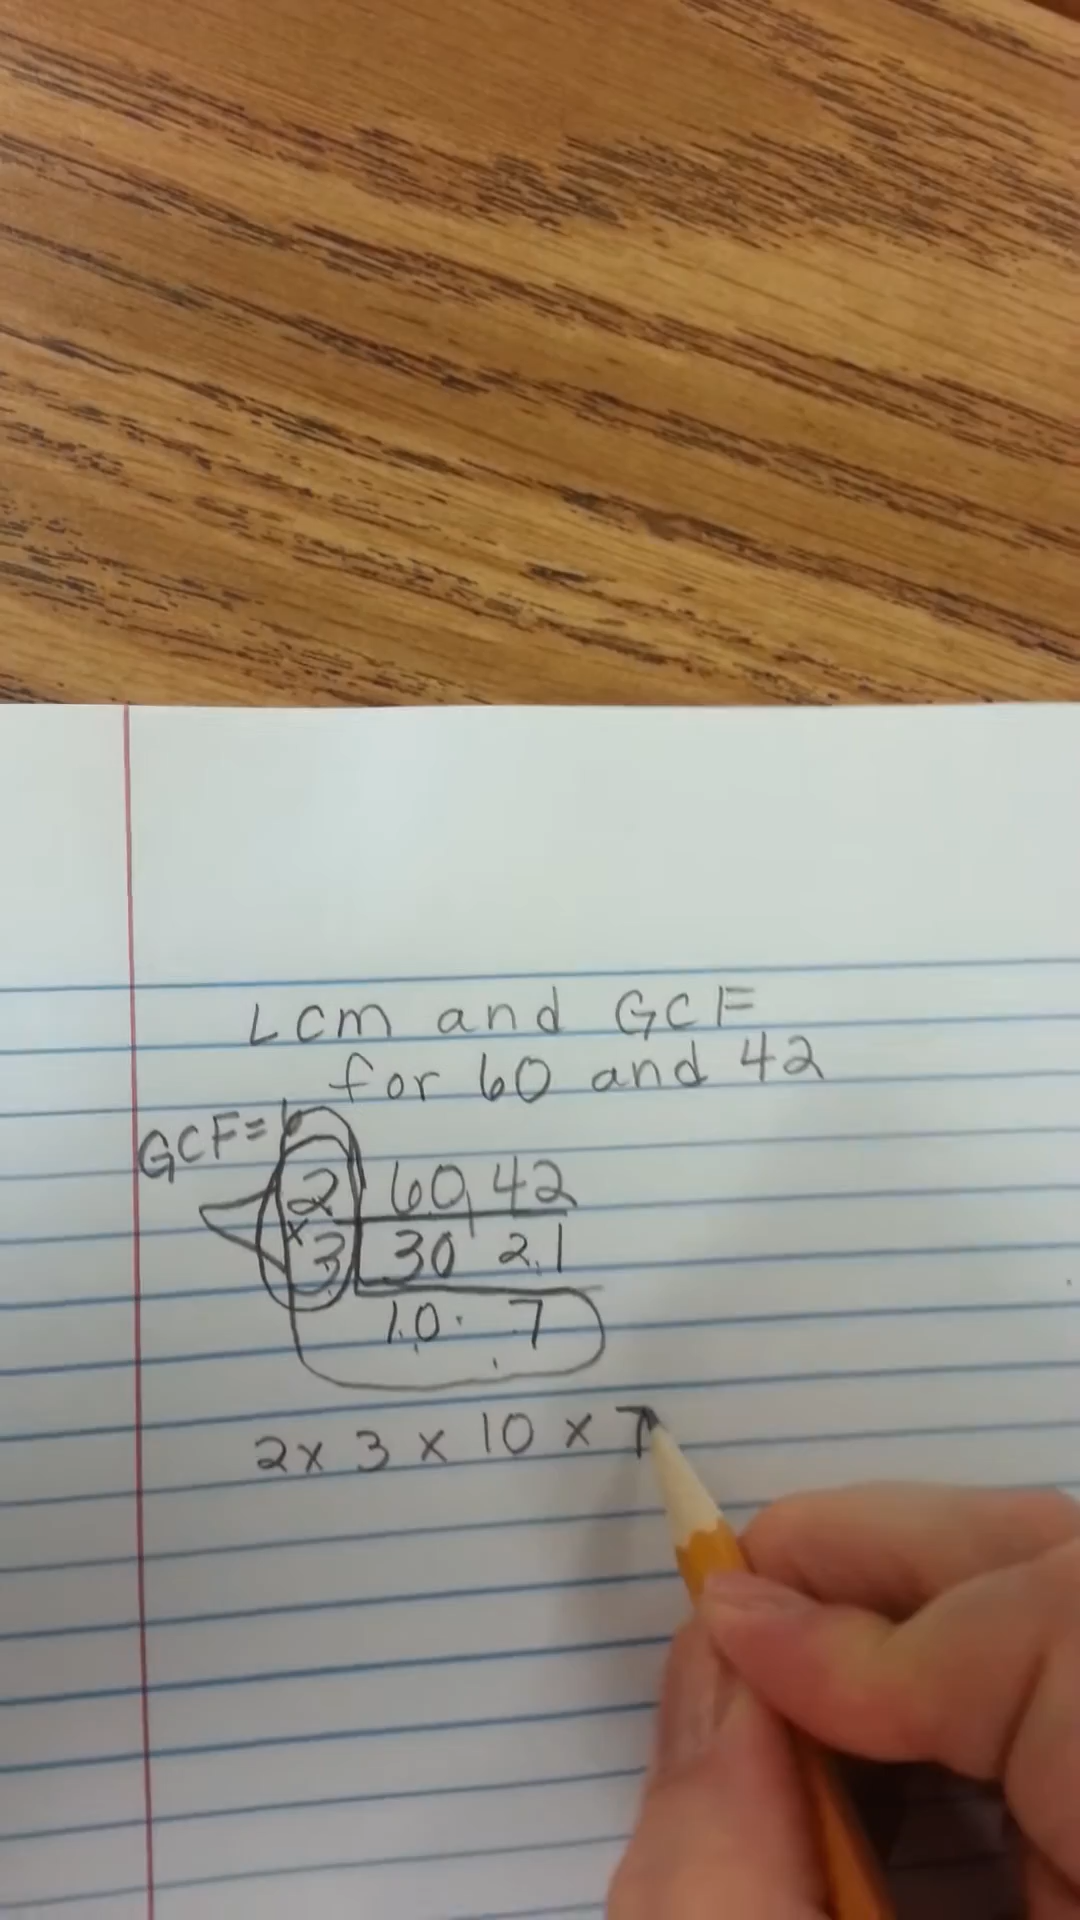 LCM and GCF
for 60 and 42
GCF= 6
2 60, 42
x 3 30 21
10 7
2 x 3 x 10 x 7